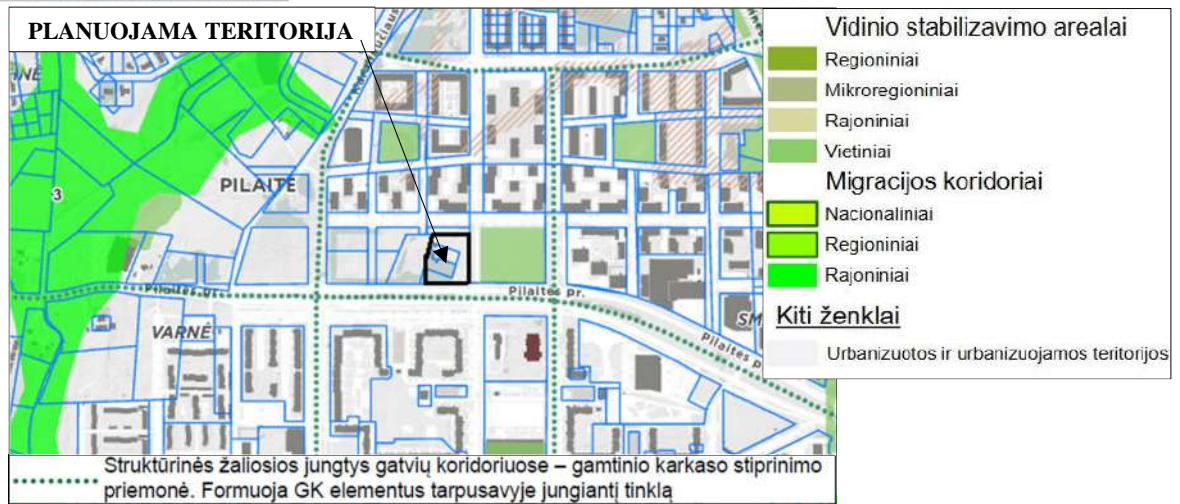 PLANUOJAMA TERITORIJA
PILAITĖ
3
Pilaitės pr.
Pilaitės pr.
VARNĖ
Pilaitės p
Vidinio stabilizavimo arealai
Regioniniai
Mikroregioniniai
Rajoniniai
Vietiniai
Migracijos koridoriai
Nacionaliniai
Regioniniai
Rajoniniai
Kiti ženklai
Urbanizuotos ir urbanizuojamos teritorijos
Struktūrinės žaliosios jungtys gatvių koridoriuose – gamtinio karkaso stiprinimo
priemonė. Formuoja GK elementus tarpusavyje jungiantį tinklą